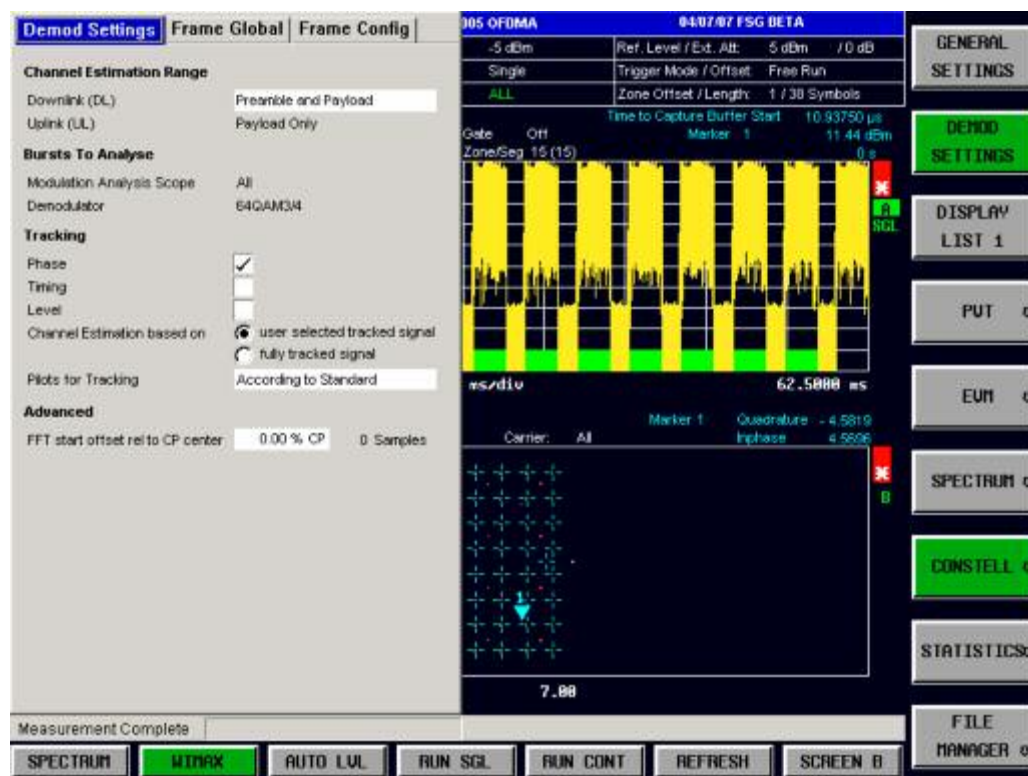 Demod Settings Frame Global Frame Config
Channel Estimation Range
Downlink (DL) Preamble and Payload
Uplink (UL) Payload Only
Bursts To Analyse
Modulation Analysis Scope All
Demodulator 64QAM3/4
Tracking
Phase
Timing
Level
Channel Estimation based on user selected tracked signal
fully tracked signal
Pilots for Tracking According to Standard
Advanced
FFT start offset rel to CP center 0.00 % CP 0 Samples
005 OFDMA 04/07/07 FSG BETA
-5 dBm Ref. Level / Ext. Att: 5 dBm / 0 dB
Single Trigger Mode / Offset: Free Run
ALL Zone Offset / Length: 1 / 38 Symbols
Time to Capture Buffer Start 10.93750 µs
Gate Off Marker 1 11.44 dBm
Zone/Seg 15 (15) 0 s
A
SGL
ms/div 62.5000 ms
Marker 1 Quadrature - 4.5819
Carrier: All Inphase 4.5696
B
1
7.00
GENERAL
SETTINGS
DEMOD
SETTINGS
DISPLAY
LIST 1
PVT
EVM
SPECTRUM
CONSTELL
STATISTICS
FILE
MANAGER
Measurement Complete
SPECTRUM WIMAX AUTO LVL RUN SGL RUN CONT REFRESH SCREEN B